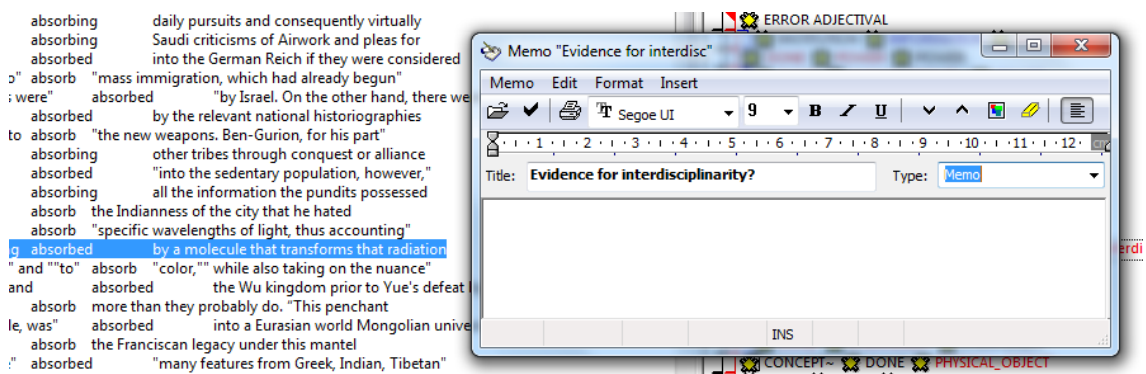 absorbing daily pursuits and consequently virtually
absorbing Saudi criticisms of Airwork and pleas for
absorbed into the German Reich if they were considered
o" absorb "mass immigration, which had already begun"
were" absorbed "by Israel. On the other hand, there we
absorbed by the relevant national historiographies
to absorb "the new weapons. Ben-Gurion, for his part"
absorbing other tribes through conquest or alliance
absorbed "into the sedentary population, however,"
absorbing all the information the pundits possessed
absorb the Indianness of the city that he hated
absorb "specific wavelengths of light, thus accounting"
g absorbed by a molecule that transforms that radiation
" and ""to" absorb "color,"" while also taking on the nuance"
and absorbed the Wu kingdom prior to Yue's defeat
absorb more than they probably do. "This penchant
le, was" absorbed into a Eurasian world Mongolian unive
absorb the Franciscan legacy under this mantel
" absorbed "many features from Greek, Indian, Tibetan"
ERROR ADJECTIVAL
Memo "Evidence for interdisc"
Memo Edit Format Insert
Segoe UI 9 B I U
1 2 3 4 5 6 7 8 9 10 11 12
Title: Evidence for interdisciplinarity? Type: Memo
INS
erdi
CONCEPT~ DONE PHYSICAL_OBJECT